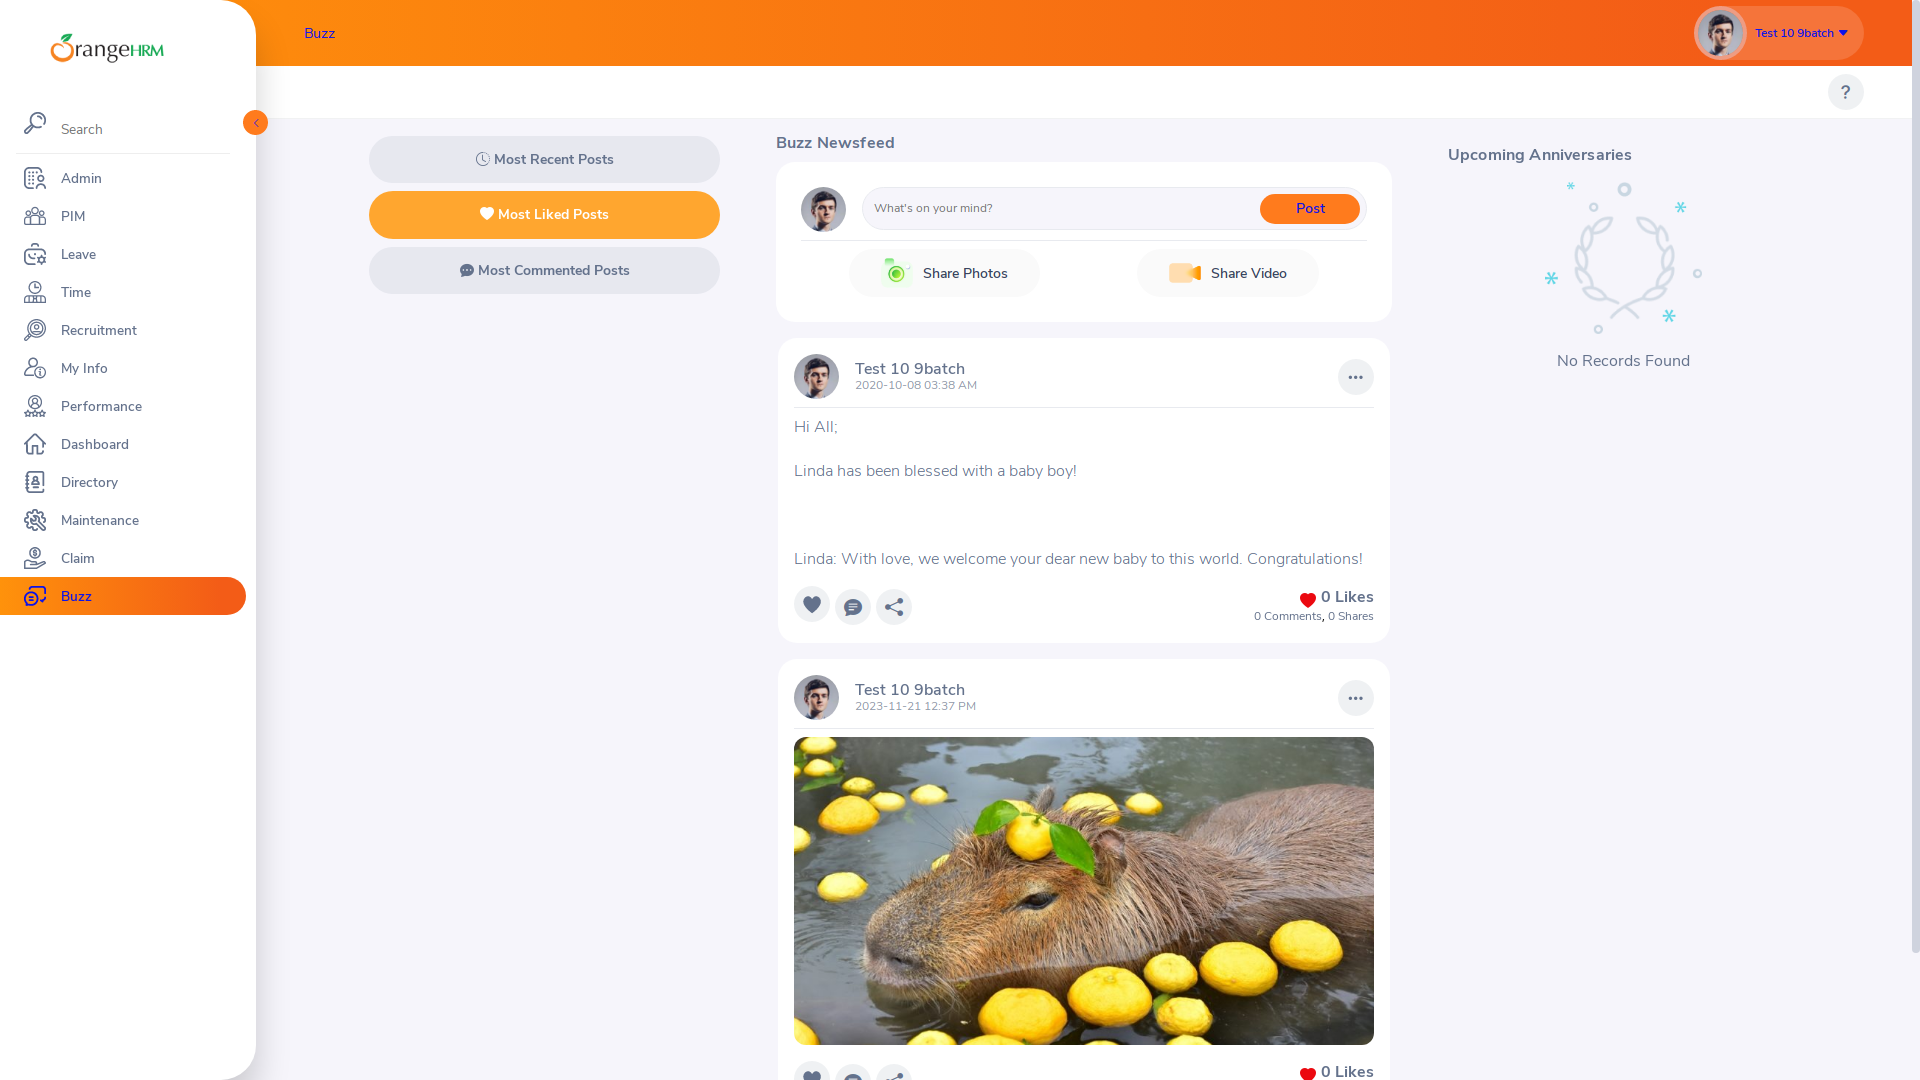 OrangeHRM
Search
Admin
PIM
Leave
Time
Recruitment
My Info
Performance
Dashboard
Directory
Maintenance
Claim
Buzz
Buzz
Test 10 9batch
?
Most Recent Posts
Most Liked Posts
Most Commented Posts
Buzz Newsfeed
What's on your mind?
Post
Share Photos
Share Video
Test 10 9batch
2020-10-08 03:38 AM
Hi All;
Linda has been blessed with a baby boy!
Linda: With love, we welcome your dear new baby to this world. Congratulations!
0 Likes
0 Comments, 0 Shares
Test 10 9batch
2023-11-21 12:37 PM
0 Likes
Upcoming Anniversaries
No Records Found